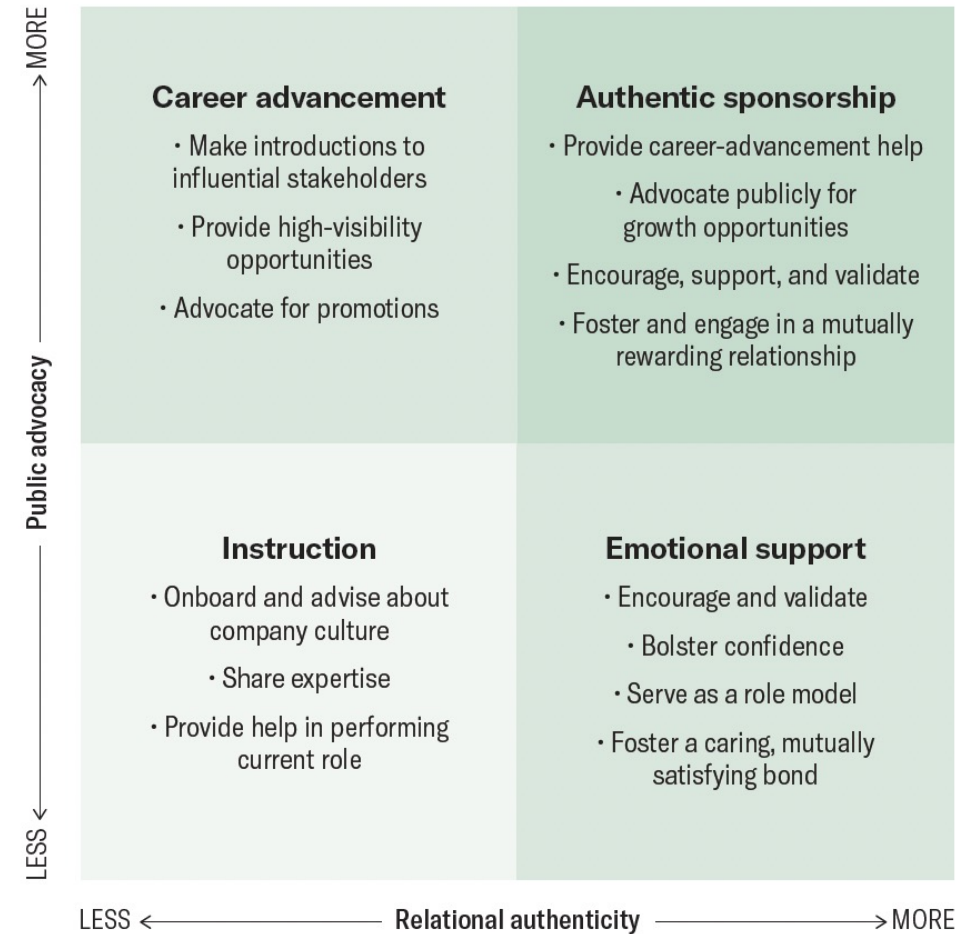 MORE
Public advocacy
LESS
Career advancement
• Make introductions to
influential stakeholders
• Provide high-visibility
opportunities
• Advocate for promotions
Authentic sponsorship
• Provide career-advancement help
• Advocate publicly for
growth opportunities
• Encourage, support, and validate
• Foster and engage in a mutually
rewarding relationship
Instruction
• Onboard and advise about
company culture
• Share expertise
• Provide help in performing
current role
Emotional support
• Encourage and validate
• Bolster confidence
• Serve as a role model
• Foster a caring, mutually
satisfying bond
LESS
Relational authenticity
MORE